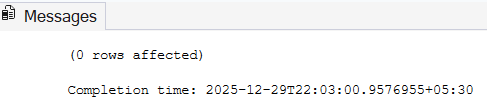 Messages
(0 rows affected)
Completion time: 2025-12-29T22:03:00.9576955+05:30